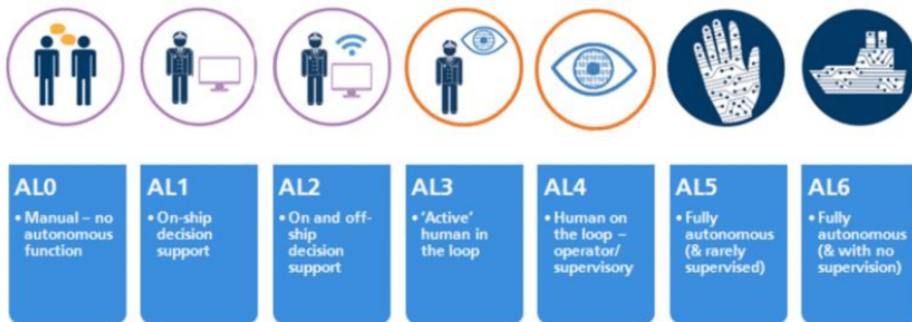 AL0
• Manual – no
autonomous
function
AL1
• On-ship
decision
support
AL2
• On and off-
ship
decision
support
AL3
• 'Active'
human in
the loop
AL4
• Human on
the loop –
operator/
supervisory
AL5
• Fully
autonomous
(& rarely
supervised)
AL6
• Fully
autonomous
(& with no
supervision)